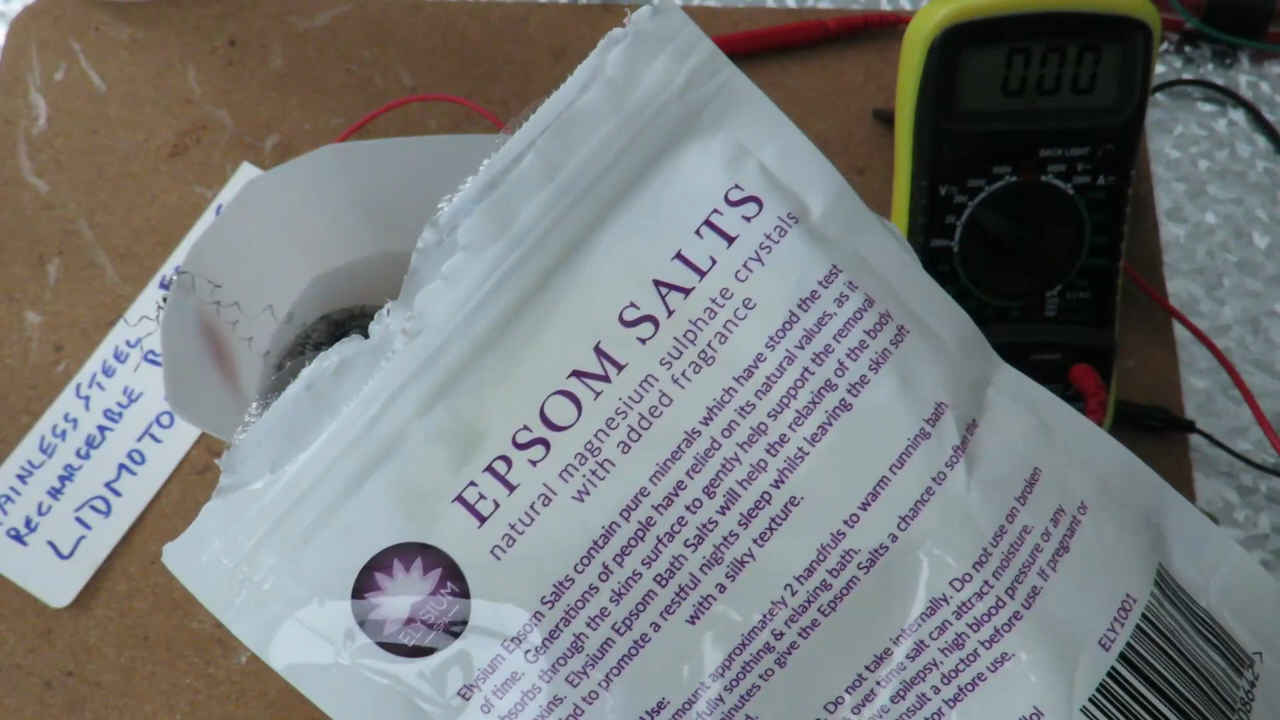 000
BACK LIGHT
STAINLESS STEEL
RECHARGEABLE
LIDMOTO
EPSOM SALTS
natural magnesium sulphate crystals
with added fragrance
Elysium Epsom Salts contain pure minerals which have stood the test
of time. Generations of people have relied on its natural values, as it
absorbs through the skins surface to gently help support the removal
Elysium Epsom Bath Salts will help the relaxing of the body
to promote a restful nights sleep whilst leaving the skin soft
with a silky texture.
Use:
amount approximately 2 handfuls to warm running bath
soothing & relaxing bath.
minutes to give the Epsom Salts a chance to soften the
Do not take internally. Do not use on broken
over time salt can attract moisture.
have epilepsy, high blood pressure or any
consult a doctor before use. If pregnant or
before use.
ELYSIUM
SPA
ELY1001